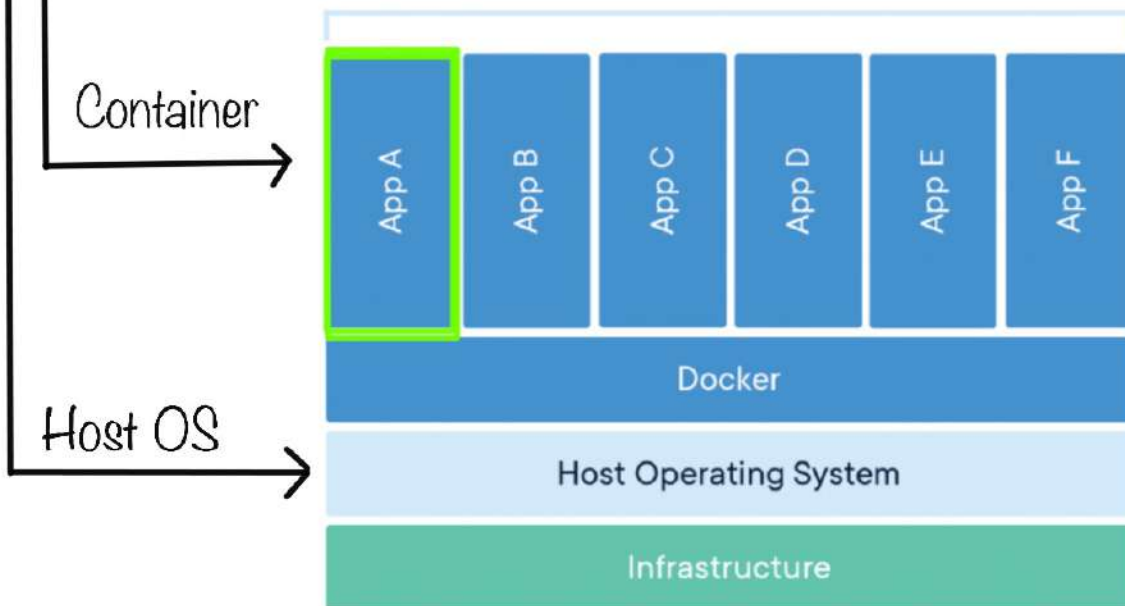 Container
App A
App B
App C
App D
App E
App F
Docker
Host OS
Host Operating System
Infrastructure